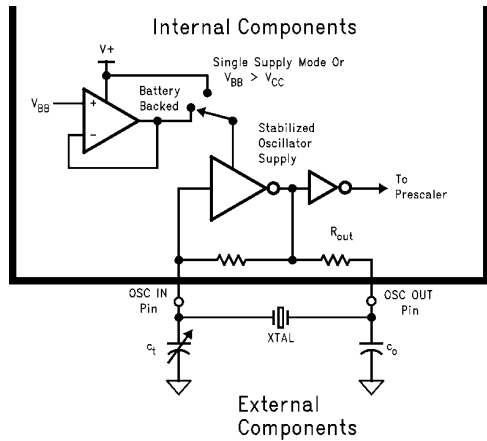 Internal Components
V+
Single Supply Mode Or
VBB > VCC
Battery
Backed
VBB
+
-
Stabilized
Oscillator
Supply
To
Prescaler
Rout
OSC IN
Pin
OSC OUT
Pin
XTAL
Ct
Co
External
Components